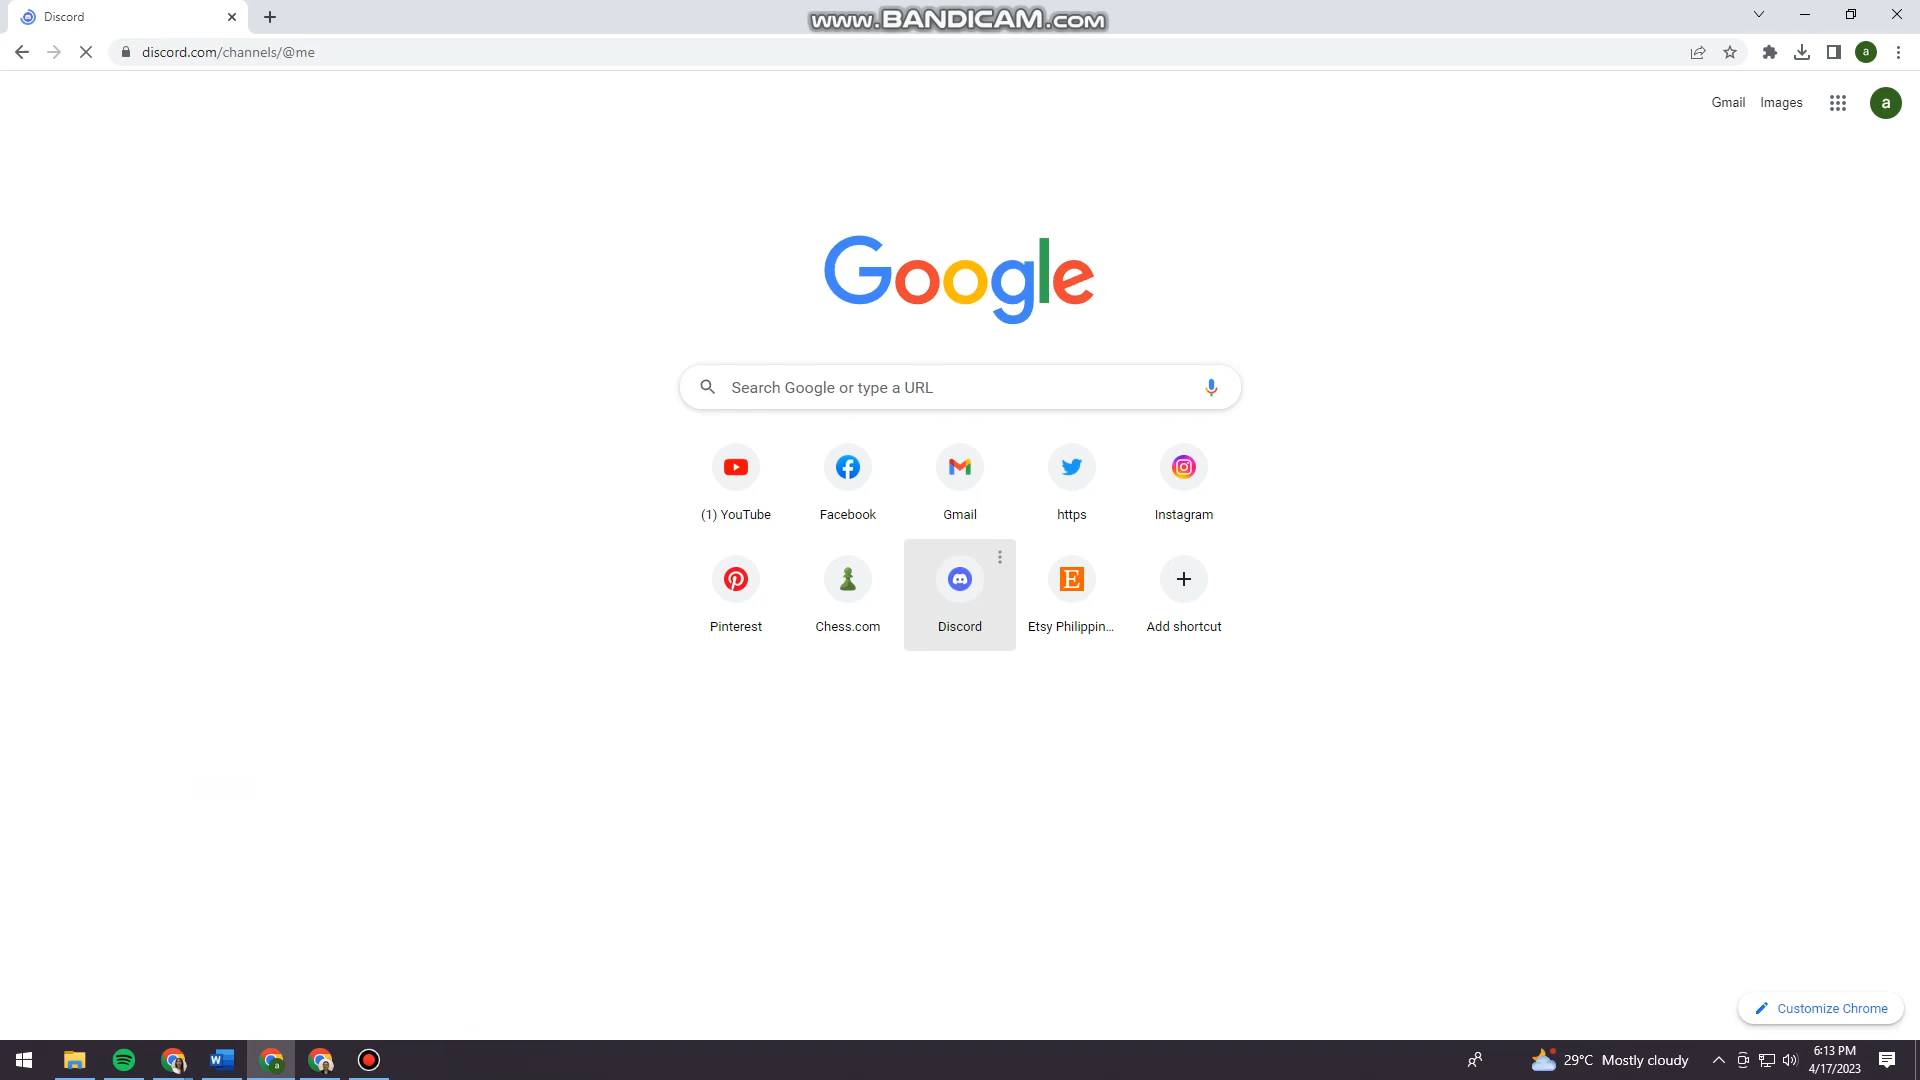 Discord
www.BANDICAM.com
discord.com/channels/@me
a
Gmail
Images
a
Google
Search Google or type a URL
(1) YouTube
Facebook
Gmail
https
Instagram
E
Pinterest
Chess.com
Discord
Etsy Philippin...
Add shortcut
Customize Chrome
W
a
29°C Mostly cloudy
6:13 PM
4/17/2023